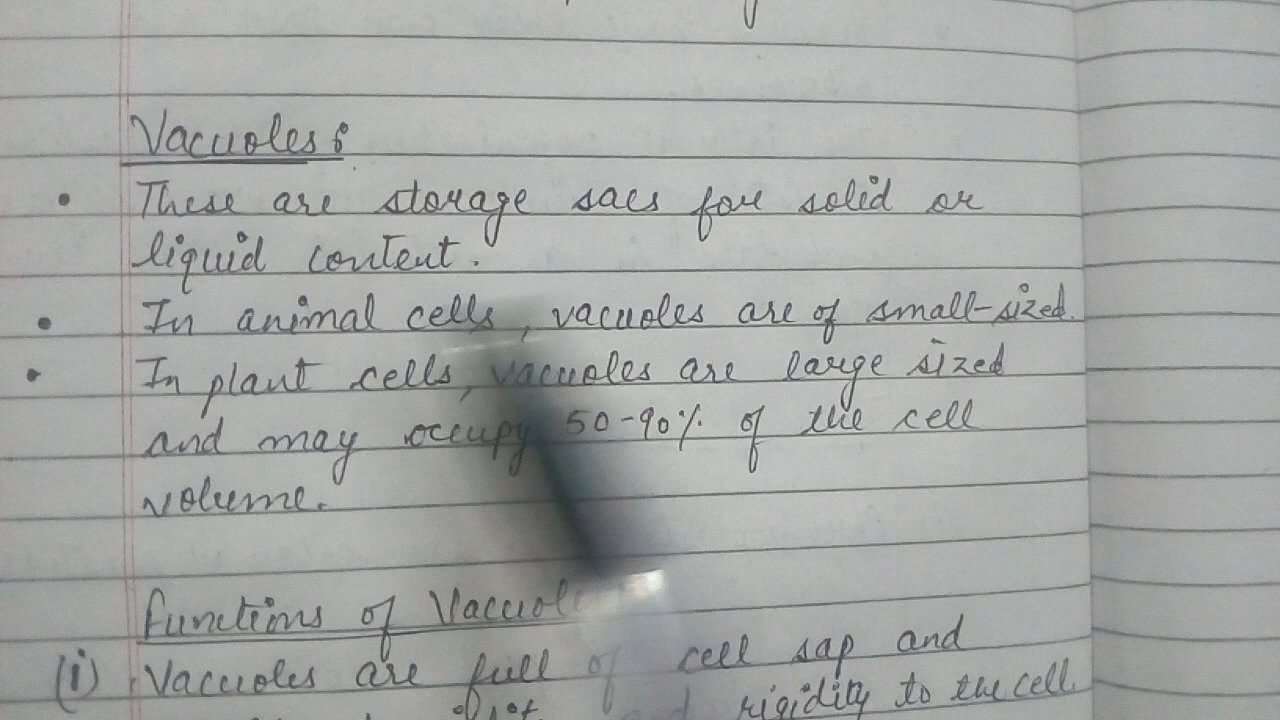 Vacuoles :
• These are storage sacs for solid or
liquid content.
• In animal cells, vacuoles are of small-sized.
• In plant cells, vacuoles are large sized
and may occupy 50-90% of the cell
volume.
Functions of
(i) Vacuoles are full of cell sap and
rigidity to the cell.